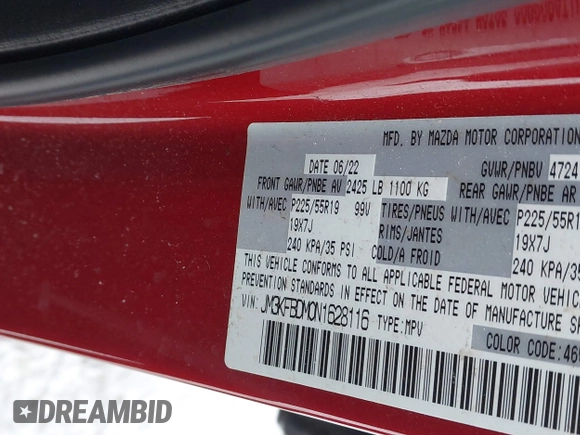 MFD. BY MAZDA MOTOR CORPORATION
DATE 06/22 GVWR/PNBV 4724
FRONT GAWR/PNBE AV 2425 LB 1100 KG REAR GAWR/PNBE AR
WITH/AVEC P225/55R19 99V TIRES/PNEUS WITH/AVEC P225/55R19
19X7J RIMS/JANTES 19X7J
240 KPA/35 PSI COLD/A FROID 240 KPA/35
THIS VEHICLE CONFORMS TO ALL APPLICABLE FEDERAL MOTOR VEHICLE
PREVENTION STANDARDS IN EFFECT ON THE DATE OF MANUFACTURE
VIN: JM3KFBDM0N1628116 TYPE: MPV
COLOR CODE: 46
DREAMBID